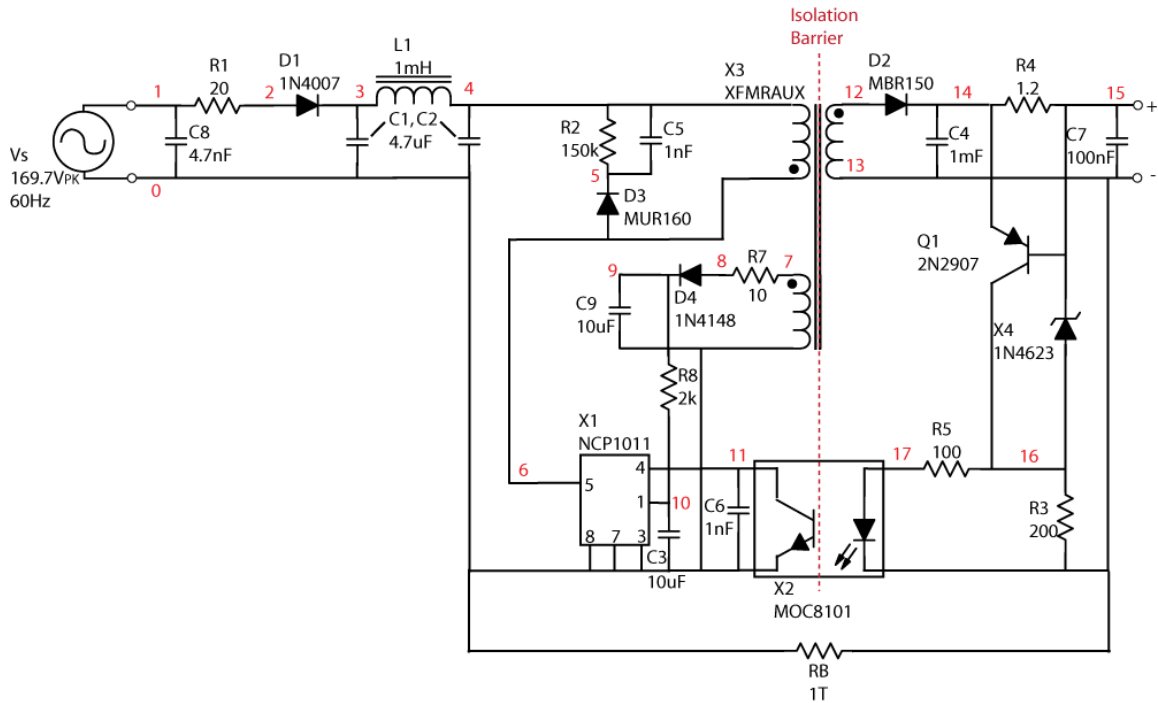 Isolation
Barrier
L1
1mH
D1
1N4007
R1
20
1
2
3
4
C8
4.7nF
C1, C2
4.7uF
Vs
169.7VPK
60Hz
0
R2
150k
C5
1nF
5
D3
MUR160
X3
XFMRAUX
12
D2
MBR150
14
R4
1.2
15
+
C4
1mF
C7
100nF
13
-
Q1
2N2907
9
8
R7
10
7
D4
1N4148
C9
10uF
X4
1N4623
R8
2k
X1
NCP1011
6
5
4
1
8
7
3
10
11
C6
1nF
C3
10uF
17
R5
100
16
R3
200
X2
MOC8101
RB
1T